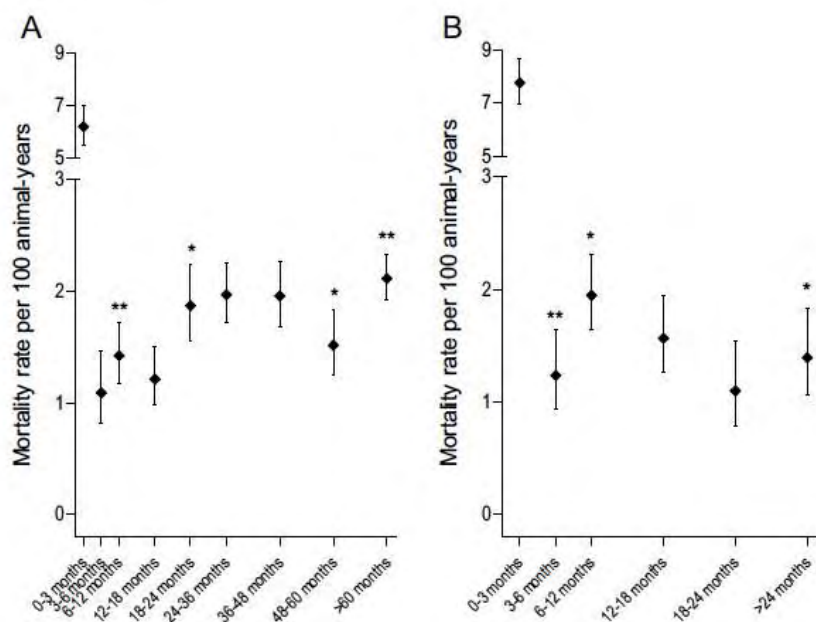 A
Mortality rate per 100 animal-years
9
7
5
3
2
1
0
**
*
*
**
0-3 months
3-6 months
6-12 months
12-18 months
18-24 months
24-36 months
36-48 months
48-60 months
>60 months
B
Mortality rate per 100 animal-years
9
7
5
3
2
1
0
**
*
*
0-3 months
3-6 months
6-12 months
12-18 months
18-24 months
>24 months